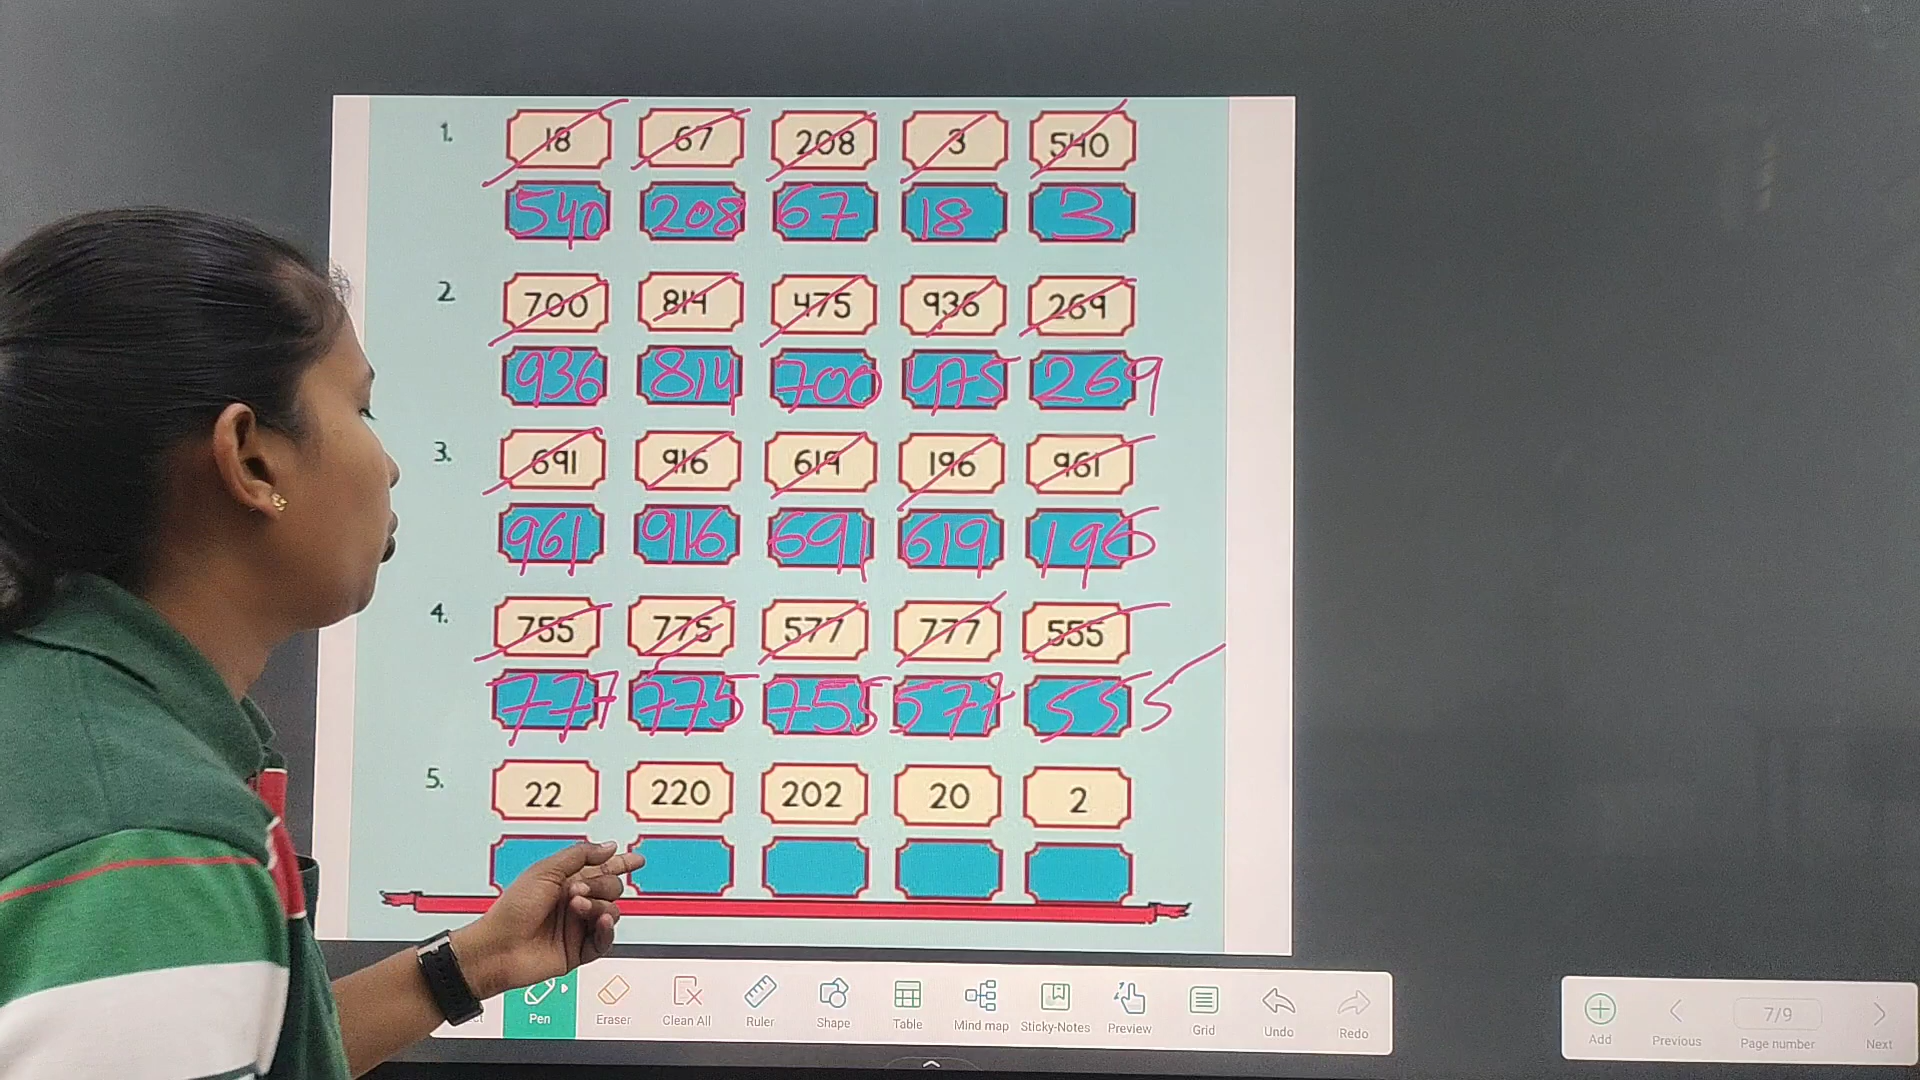 1. 18 67 208 3 540
540 208 67 18 3
2 700 814 475 936 269
936 814 700 475 269
3. 691 916 619 196 961
961 916 691 619 196
4. 755 775 577 777 555
777 775 755 577 555
5. 22 220 202 20 2
Pen Eraser Clean All Ruler Shape Table Mind map Sticky-Notes Preview Grid Undo Redo
7/9
Add Previous Page number Next